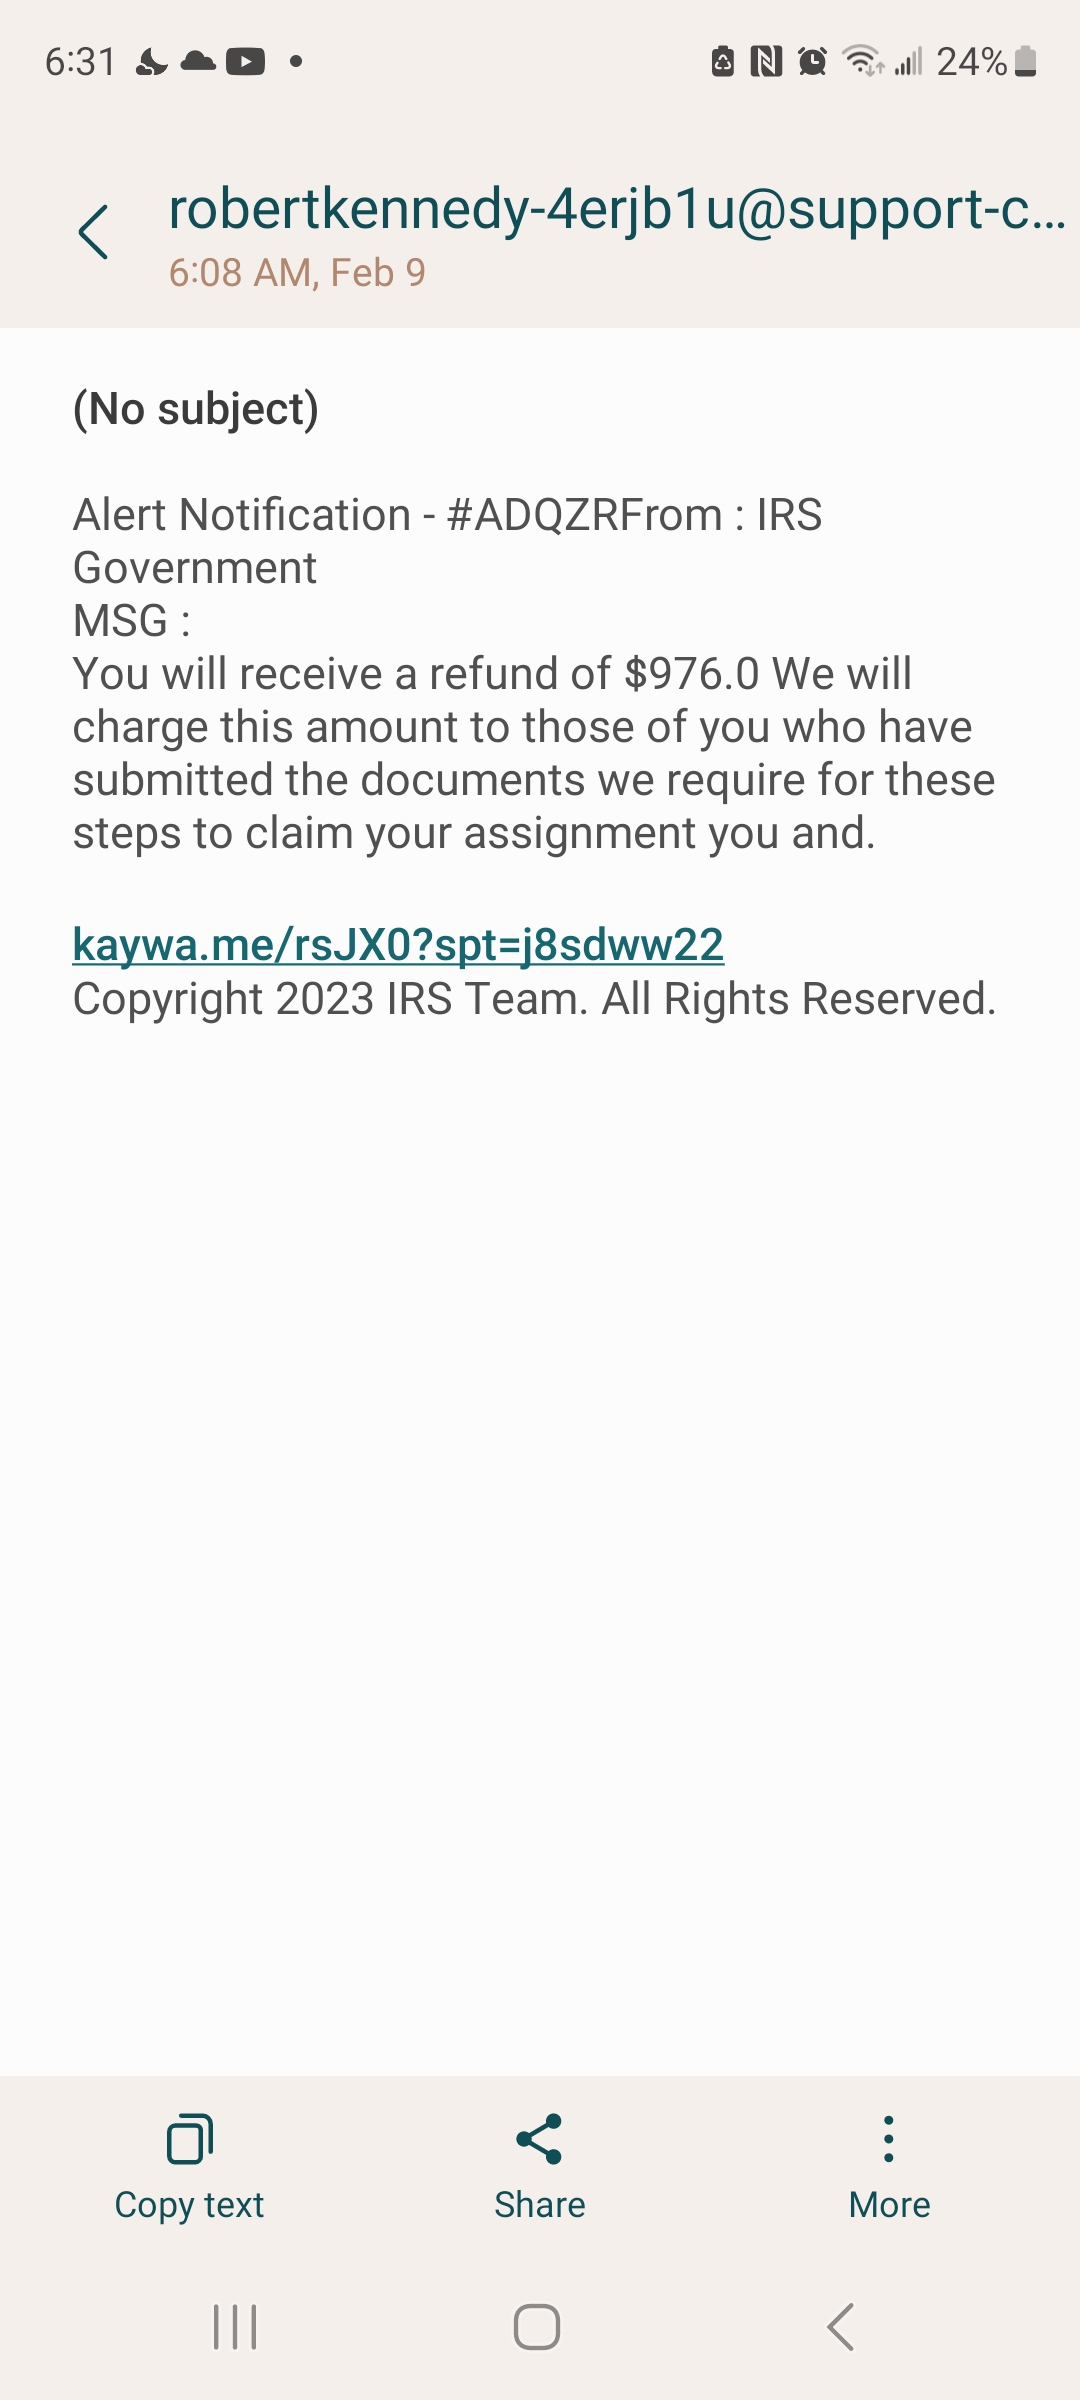 6:31
24%
robertkennedy-4erjb1u@support-c...
6:08 AM, Feb 9
(No subject)
Alert Notification - #ADQZRFrom : IRS
Government
MSG :
You will receive a refund of $976.0 We will
charge this amount to those of you who have
submitted the documents we require for these
steps to claim your assignment you and.
kaywa.me/rsJX0?spt=j8sdww22
Copyright 2023 IRS Team. All Rights Reserved.
Copy text
Share
More